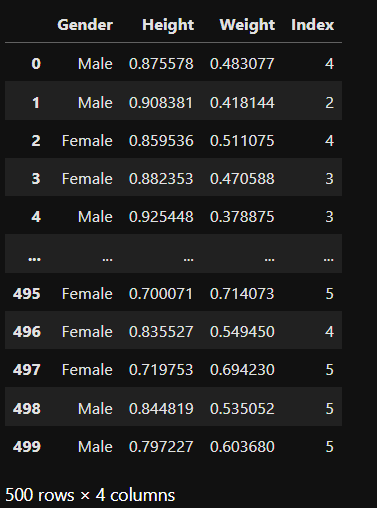 Gender Height Weight Index
0 Male 0.875578 0.483077 4
1 Male 0.908381 0.418144 2
2 Female 0.859536 0.511075 4
3 Female 0.882353 0.470588 3
4 Male 0.925448 0.378875 3
... ... ... ... ...
495 Female 0.700071 0.714073 5
496 Female 0.835527 0.549450 4
497 Female 0.719753 0.694230 5
498 Male 0.844819 0.535052 5
499 Male 0.797227 0.603680 5
500 rows × 4 columns